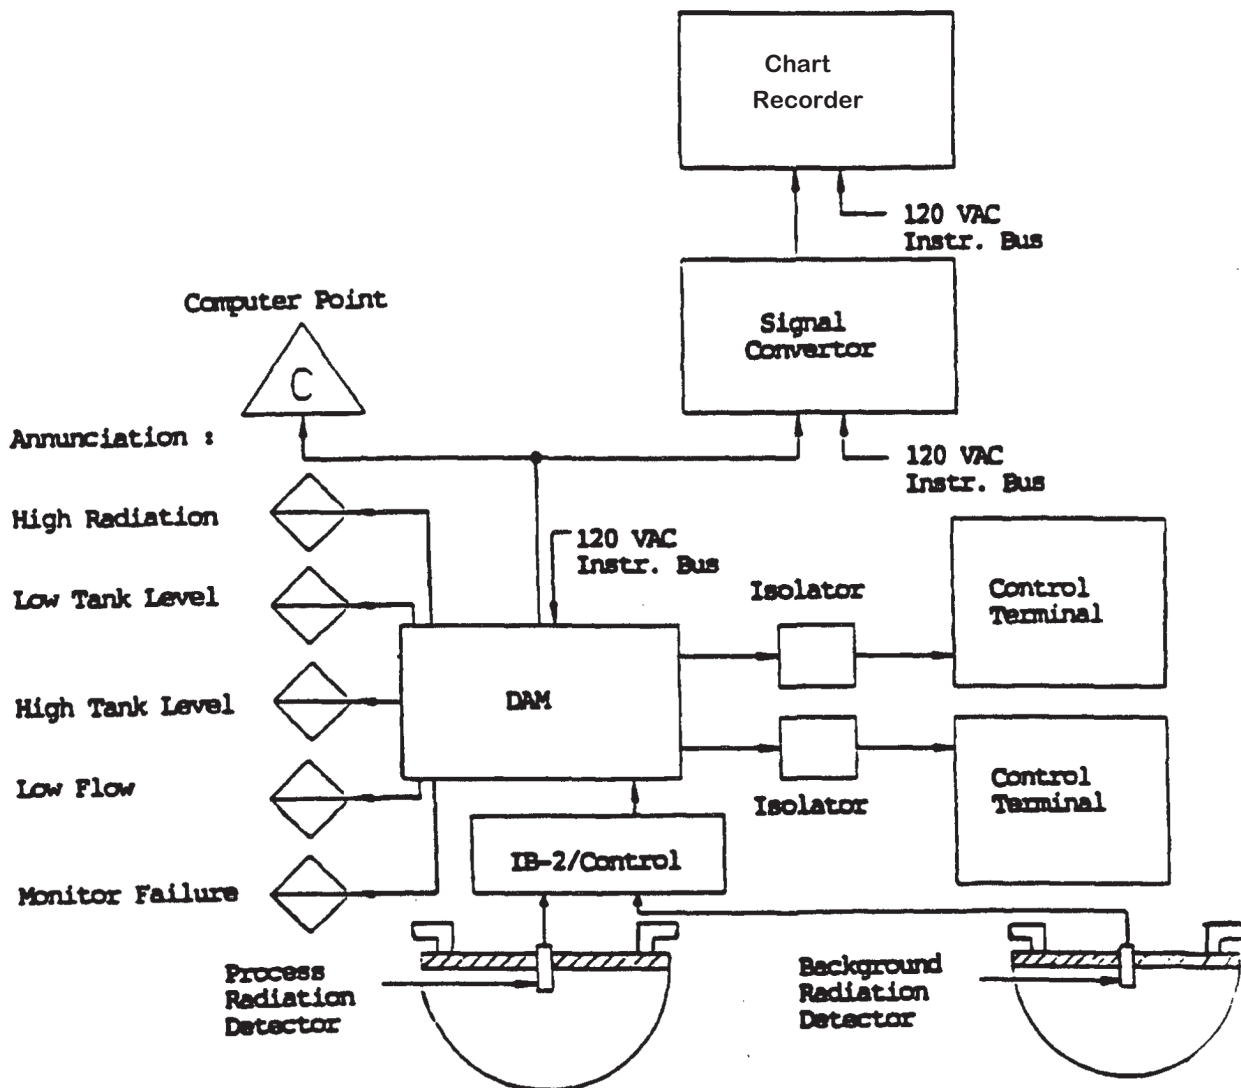 Chart
Recorder
120 VAC
Instr. Bus
Computer Point
C
Signal
Convertor
Annunciation :
120 VAC
Instr. Bus
High Radiation
120 VAC
Instr. Bus
Low Tank Level
Isolator
Control
Terminal
High Tank Level
DAM
Low Flow
Isolator
Control
Terminal
IB-2/Control
Monitor Failure
Process
Radiation
Detector
Background
Radiation
Detector